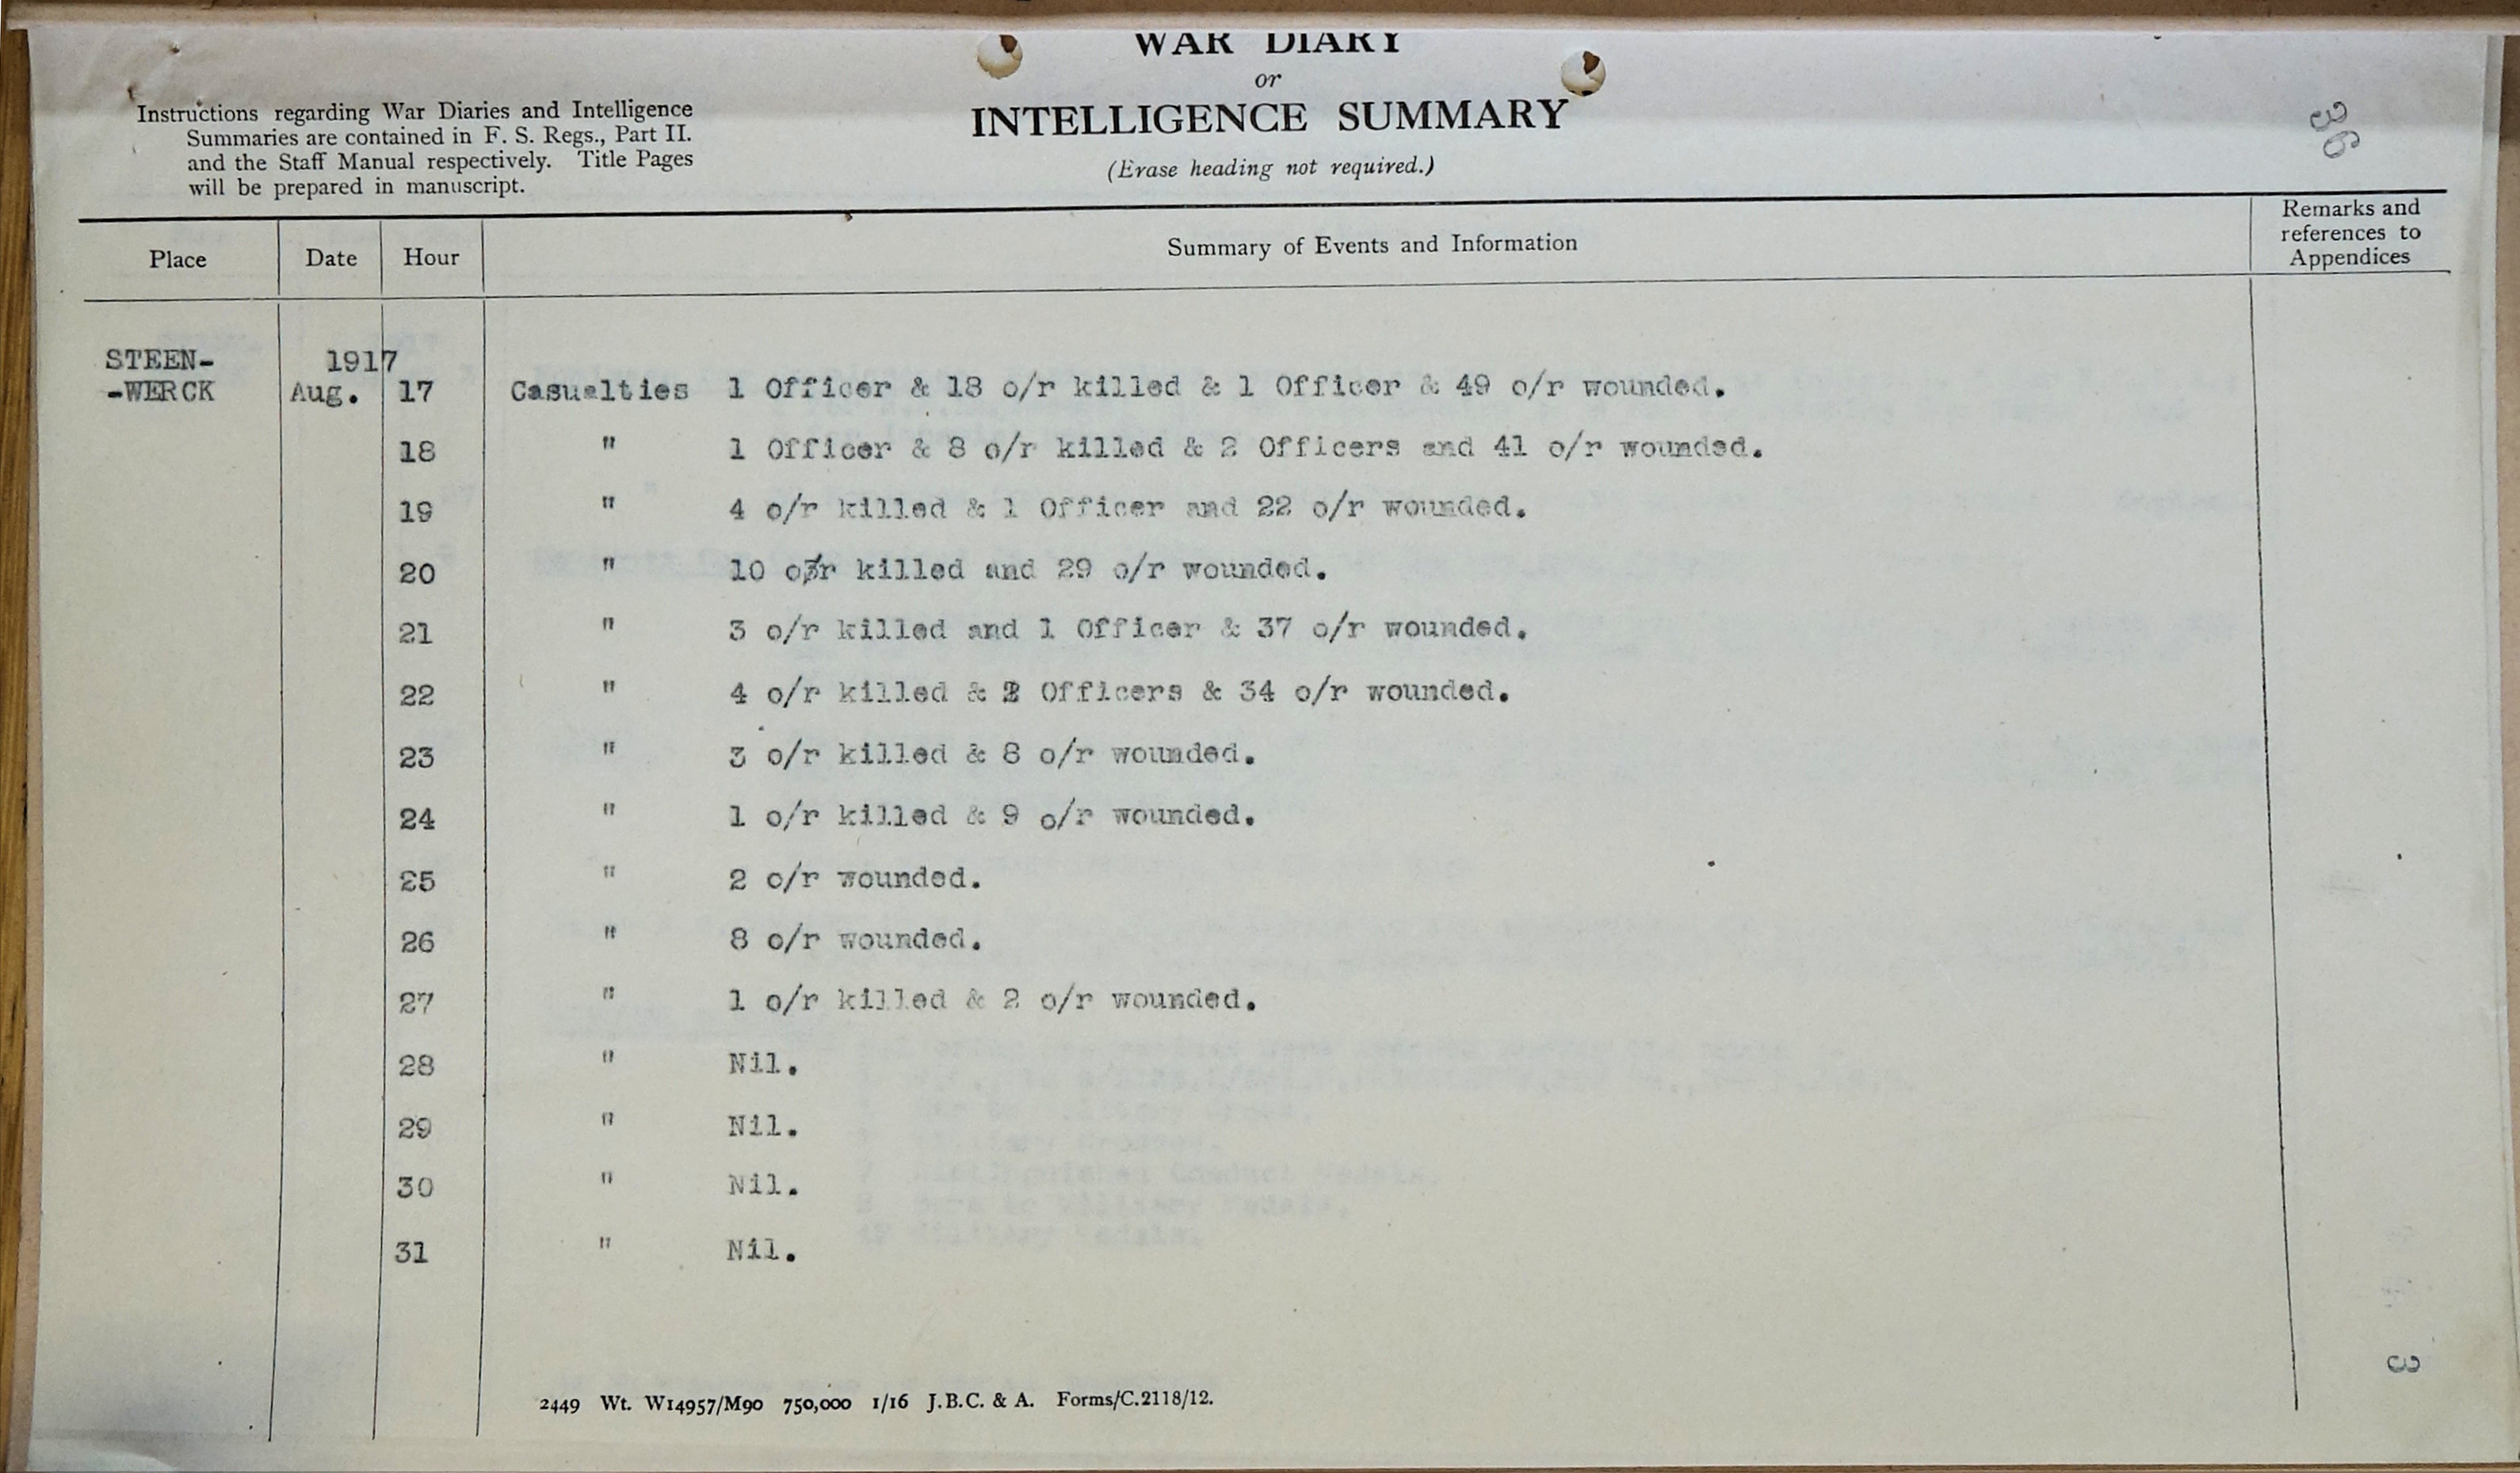 WAR DIARY
or
INTELLIGENCE SUMMARY
(Erase heading not required.)
Instructions regarding War Diaries and Intelligence
Summaries are contained in F. S. Regs., Part II.
and the Staff Manual respectively. Title Pages
will be prepared in manuscript.
36
Place Date Hour Summary of Events and Information Remarks and
references to
Appendices
STEEN- 1917
-WERCK Aug. 17 Casualties 1 Officer & 18 o/r killed & 1 Officer & 49 o/r wounded.
18 " 1 Officer & 8 o/r killed & 2 Officers and 41 o/r wounded.
19 " 4 o/r killed & 1 Officer and 22 o/r wounded.
20 " 10 o/r killed and 29 o/r wounded.
21 " 3 o/r killed and 1 Officer & 37 o/r wounded.
22 " 4 o/r killed & 2 Officers & 34 o/r wounded.
23 " 3 o/r killed & 8 o/r wounded.
24 " 1 o/r killed & 9 o/r wounded.
25 " 2 o/r wounded.
26 " 8 o/r wounded.
27 " 1 o/r killed & 2 o/r wounded.
28 " Nil.
29 " Nil.
30 " Nil.
31 " Nil.
3
2449 Wt. W14957/M90 750,000 1/16 J.B.C. & A. Forms/C.2118/12.